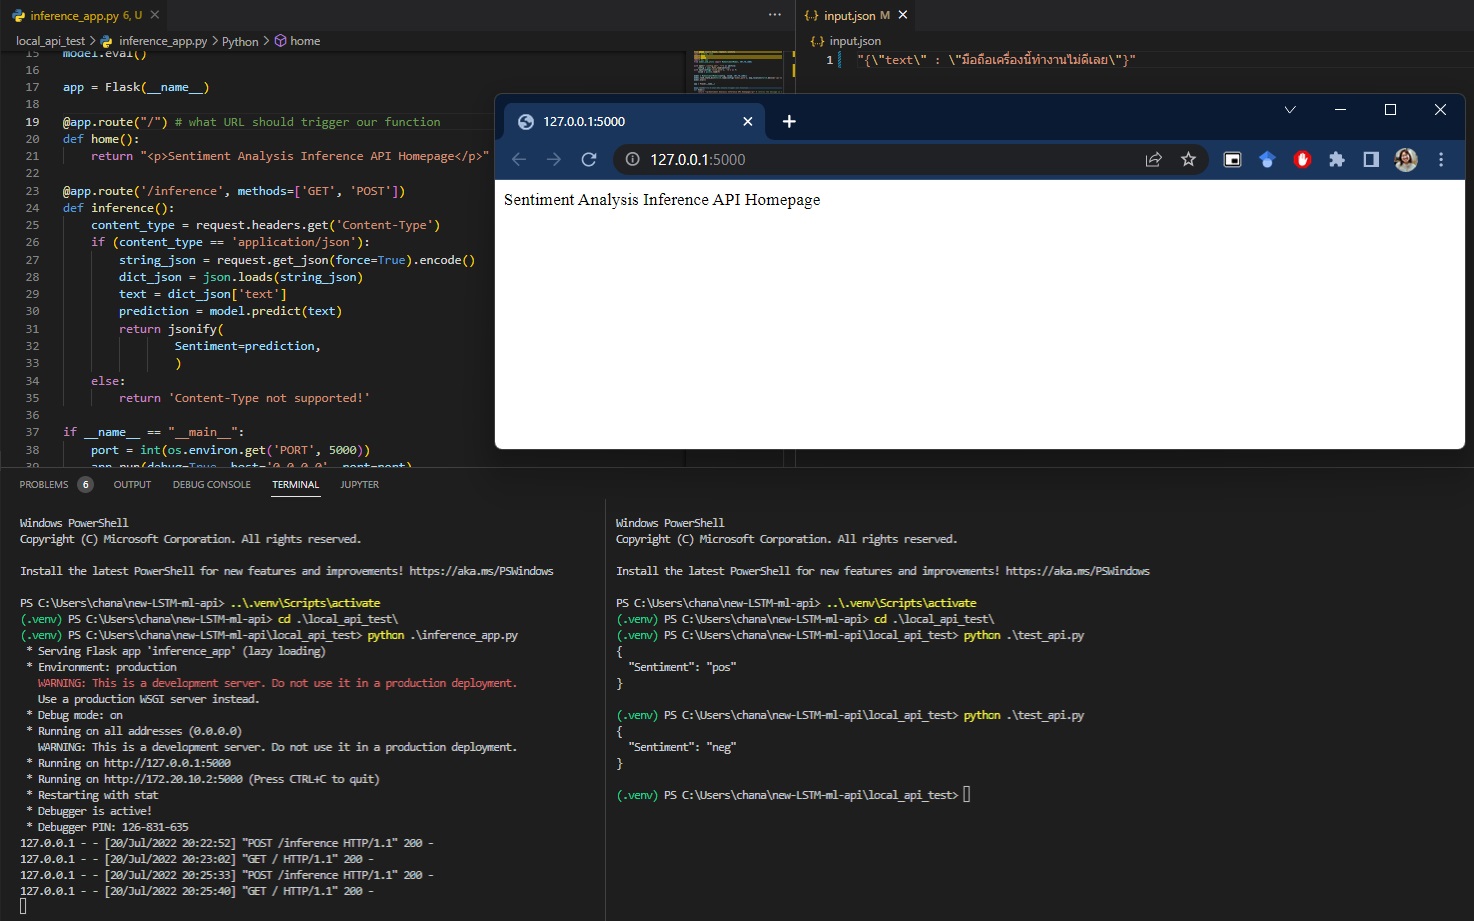 inference_app.py 6, U
local_api_test > inference_app.py > Python > home
15 model.eval()
16
17 app = Flask(__name__)
18
19 @app.route("/") # what URL should trigger our function
20 def home():
21 return "<p>Sentiment Analysis Inference API Homepage</p>"
22
23 @app.route('/inference', methods=['GET', 'POST'])
24 def inference():
25 content_type = request.headers.get('Content-Type')
26 if (content_type == 'application/json'):
27 string_json = request.get_json(force=True).encode()
28 dict_json = json.loads(string_json)
29 text = dict_json['text']
30 prediction = model.predict(text)
31 return jsonify(
32 Sentiment=prediction,
33 )
34 else:
35 return 'Content-Type not supported!'
36
37 if __name__ == "__main__":
38 port = int(os.environ.get('PORT', 5000))
39 app.run(debug=True, host='0.0.0.0', port=port)
{..} input.json M
{..} input.json
1 "{\"text\" : \"มือถือเครื่องนี้ทำงานไม่ดีเลย\"}"
127.0.0.1:5000
127.0.0.1:5000
Sentiment Analysis Inference API Homepage
PROBLEMS 6 OUTPUT DEBUG CONSOLE TERMINAL JUPYTER
Windows PowerShell
Copyright (C) Microsoft Corporation. All rights reserved.
Install the latest PowerShell for new features and improvements! https://aka.ms/PSWindows
PS C:\Users\chana\new-LSTM-ml-api> ..\.venv\Scripts\activate
(.venv) PS C:\Users\chana\new-LSTM-ml-api> cd .\local_api_test\
(.venv) PS C:\Users\chana\new-LSTM-ml-api\local_api_test> python .\inference_app.py
* Serving Flask app 'inference_app' (lazy loading)
* Environment: production
WARNING: This is a development server. Do not use it in a production deployment.
Use a production WSGI server instead.
* Debug mode: on
* Running on all addresses (0.0.0.0)
WARNING: This is a development server. Do not use it in a production deployment.
* Running on http://127.0.0.1:5000
* Running on http://172.20.10.2:5000 (Press CTRL+C to quit)
* Restarting with stat
* Debugger is active!
* Debugger PIN: 126-831-635
127.0.0.1 - - [20/Jul/2022 20:22:52] "POST /inference HTTP/1.1" 200 -
127.0.0.1 - - [20/Jul/2022 20:23:02] "GET / HTTP/1.1" 200 -
127.0.0.1 - - [20/Jul/2022 20:25:33] "POST /inference HTTP/1.1" 200 -
127.0.0.1 - - [20/Jul/2022 20:25:40] "GET / HTTP/1.1" 200 -
Windows PowerShell
Copyright (C) Microsoft Corporation. All rights reserved.
Install the latest PowerShell for new features and improvements! https://aka.ms/PSWindows
PS C:\Users\chana\new-LSTM-ml-api> ..\.venv\Scripts\activate
(.venv) PS C:\Users\chana\new-LSTM-ml-api> cd .\local_api_test\
(.venv) PS C:\Users\chana\new-LSTM-ml-api\local_api_test> python .\test_api.py
{
"Sentiment": "pos"
}
(.venv) PS C:\Users\chana\new-LSTM-ml-api\local_api_test> python .\test_api.py
{
"Sentiment": "neg"
}
(.venv) PS C:\Users\chana\new-LSTM-ml-api\local_api_test>